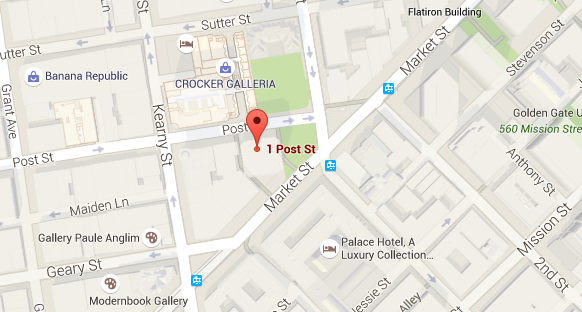 Flatiron Building
Sutter St
Sutter St
Banana Republic
CROCKER GALLERIA
Market St
Stevenson St
Grant Ave
Kearny St
Post
Golden Gate U
560 Mission Stree
1 Post St
Post St
Anthony St
Market St
Maiden Ln
Mission St
Gallery Paule Anglim
Palace Hotel, A
Luxury Collection...
Geary St
2nd St
Modernbook Gallery
Jessie St
Alley